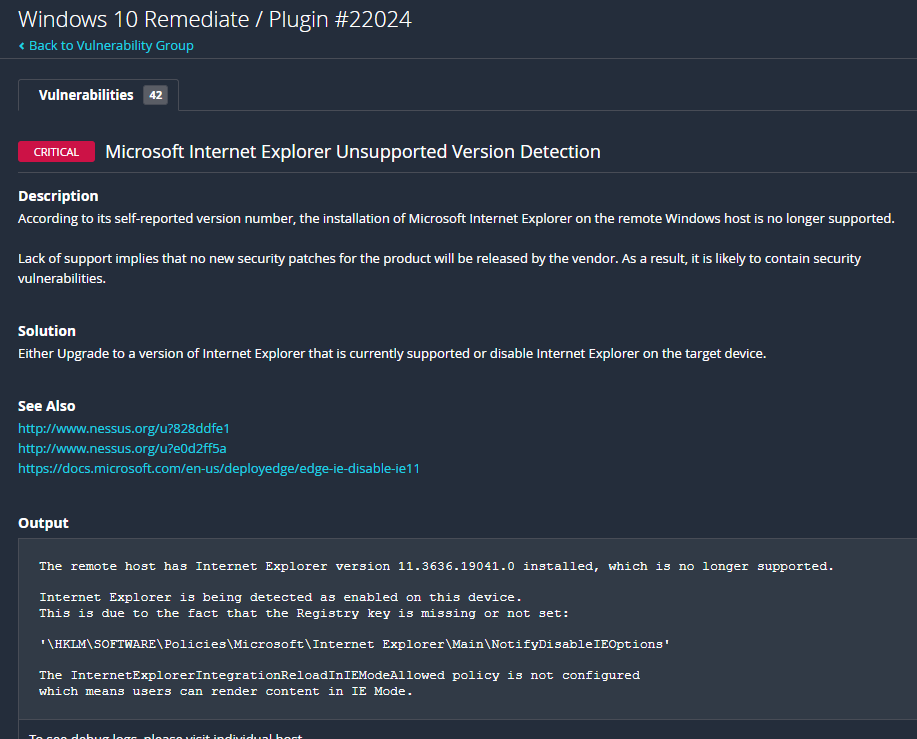 Windows 10 Remediate / Plugin #22024
‹ Back to Vulnerability Group
Vulnerabilities 42
CRITICAL Microsoft Internet Explorer Unsupported Version Detection
Description
According to its self-reported version number, the installation of Microsoft Internet Explorer on the remote Windows host is no longer supported.
Lack of support implies that no new security patches for the product will be released by the vendor. As a result, it is likely to contain security
vulnerabilities.
Solution
Either Upgrade to a version of Internet Explorer that is currently supported or disable Internet Explorer on the target device.
See Also
http://www.nessus.org/u?828ddfe1
http://www.nessus.org/u?e0d2ff5a
https://docs.microsoft.com/en-us/deployedge/edge-ie-disable-ie11
Output
The remote host has Internet Explorer version 11.3636.19041.0 installed, which is no longer supported.
Internet Explorer is being detected as enabled on this device.
This is due to the fact that the Registry key is missing or not set:
'\HKLM\SOFTWARE\Policies\Microsoft\Internet Explorer\Main\NotifyDisableIEOptions'
The InternetExplorerIntegrationReloadInIEModeAllowed policy is not configured
which means users can render content in IE Mode.
To see debug logs, please visit individual host